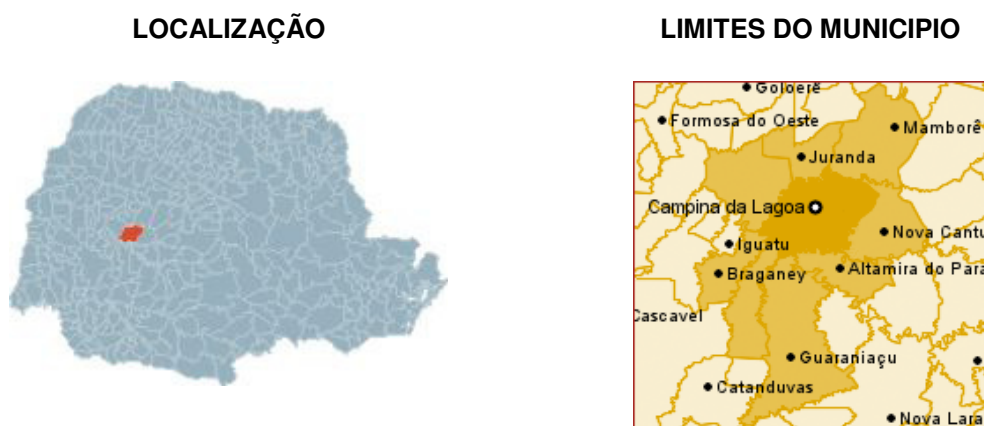 LOCALIZAÇÃO
LIMITES DO MUNICIPIO
Goioerê
Formosa do Oeste
Mamborê
Juranda
Campina da Lagoa
Nova Cantu
Iguatu
Altamira do Para
Braganey
Cascavel
Guaraniaçu
Catanduvas
Nova Lara